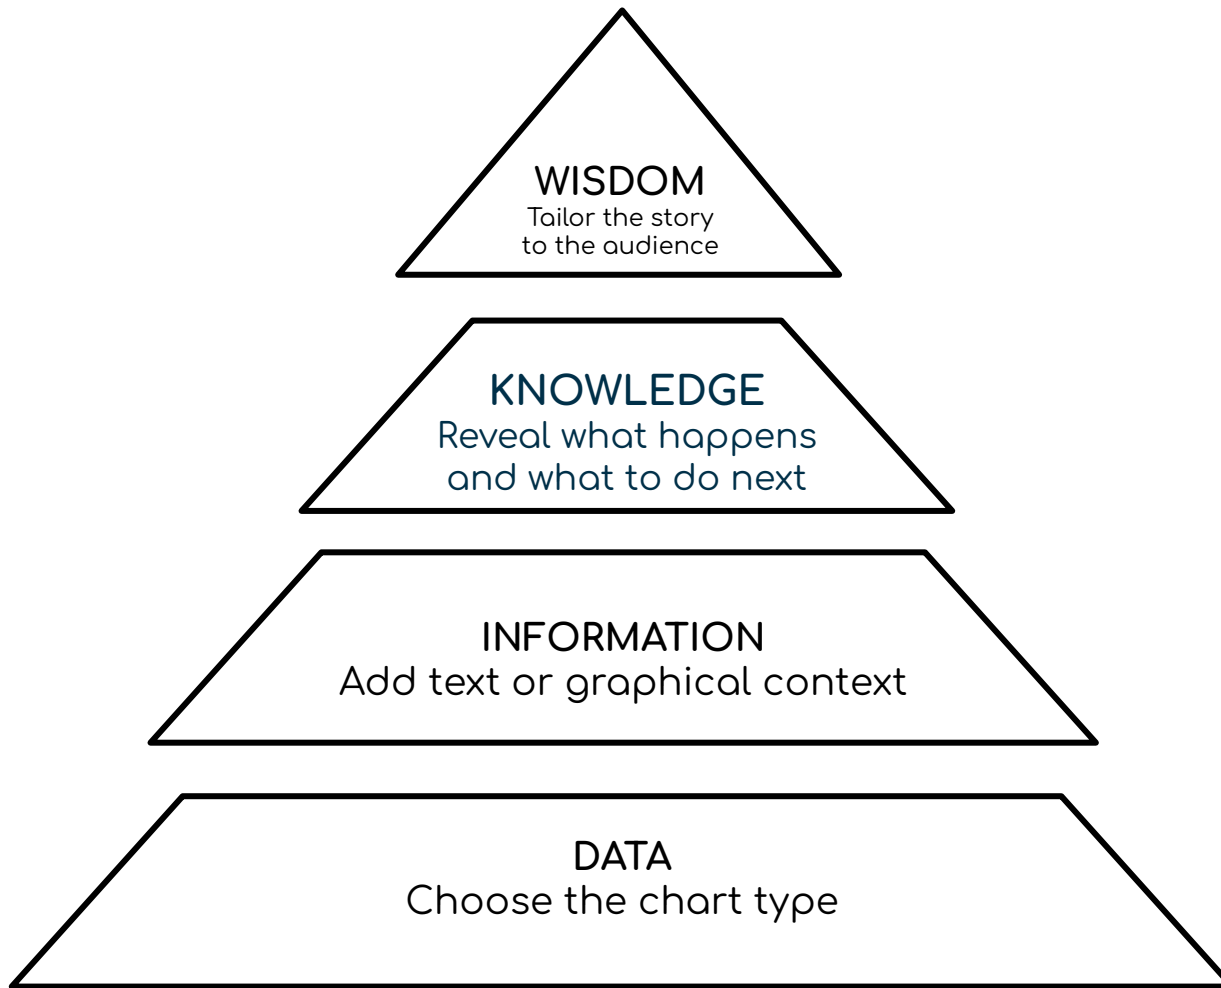 WISDOM
Tailor the story
to the audience
KNOWLEDGE
Reveal what happens
and what to do next
INFORMATION
Add text or graphical context
DATA
Choose the chart type